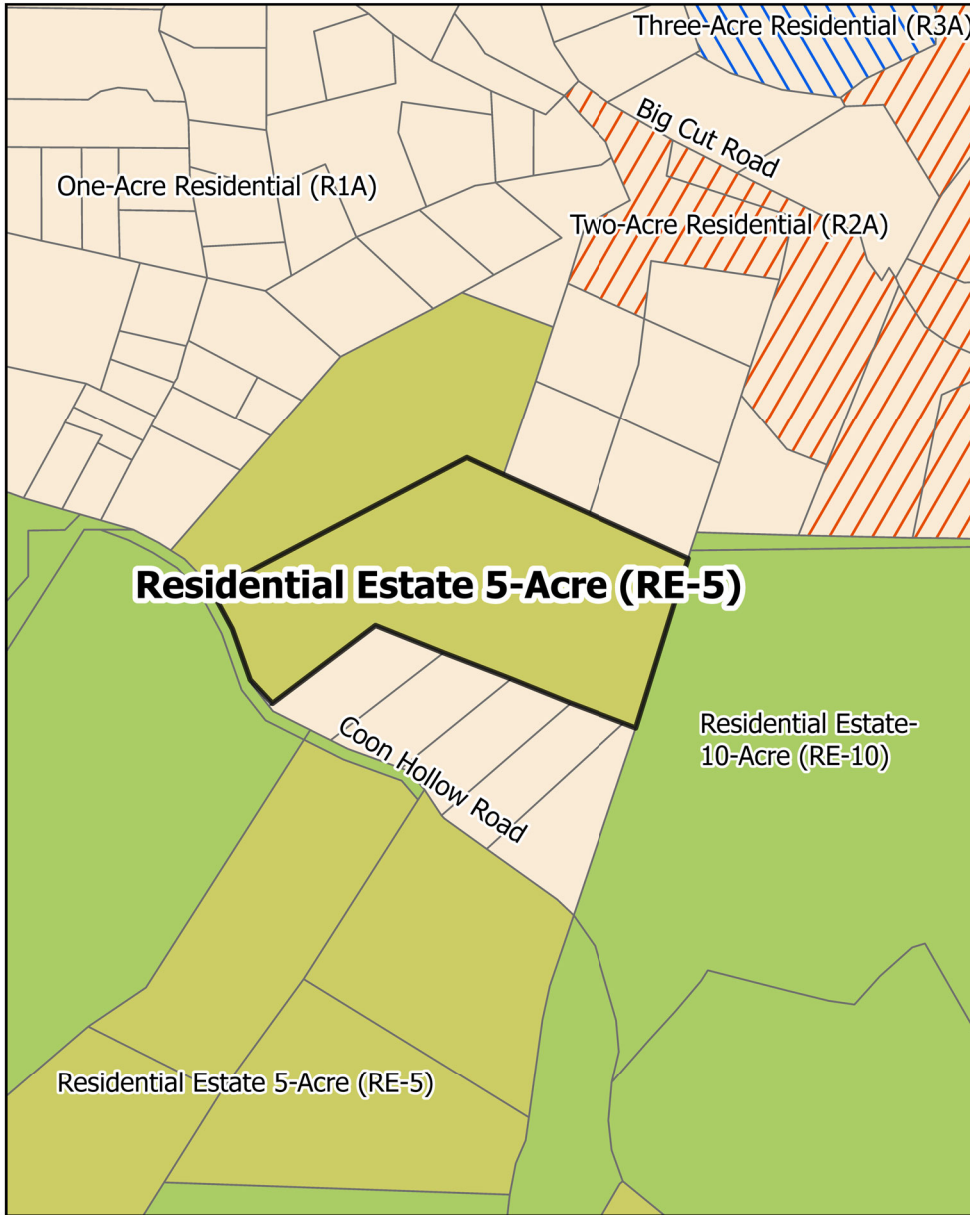 Three-Acre Residential (R3A)
Big Cut Road
One-Acre Residential (R1A)
Two-Acre Residential (R2A)
Residential Estate 5-Acre (RE-5)
Residential Estate-
10-Acre (RE-10)
Coon Hollow Road
Residential Estate 5-Acre (RE-5)